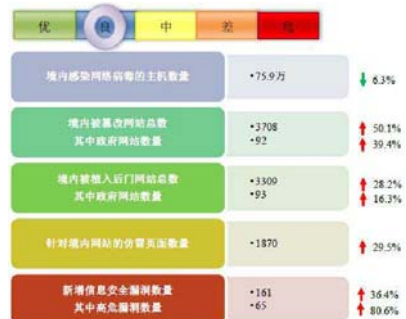 优 良 中 差 危
境内感染网络病毒的主机数量 •75.9万 6.3%
境内被篡改网站总数 •3708 50.1%
其中政府网站数量 •92 39.4%
境内被植入后门网站总数 •3309 28.2%
其中政府网站数量 •93 16.3%
针对境内网站的仿冒页面数量 •1870 29.5%
新增信息安全漏洞数量 •161 36.4%
其中高危漏洞数量 •65 80.6%